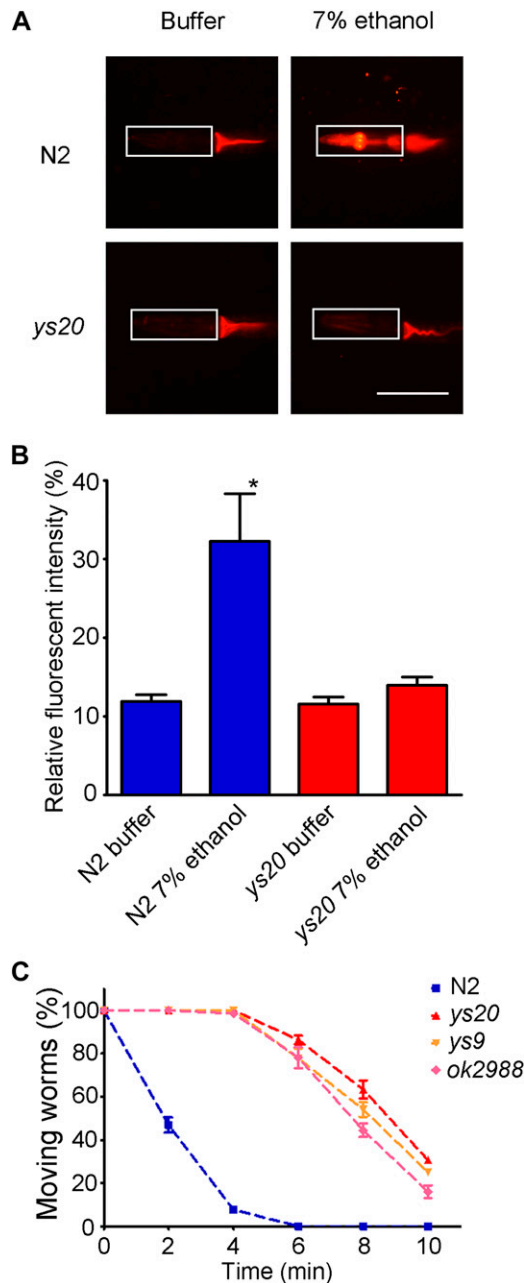 A
Buffer 7% ethanol
N2
ys20
B
Relative fluorescent intensity (%)
40
30
20
10
0
N2 buffer
N2 7% ethanol
ys20 buffer
ys20 7% ethanol
*
C
Moving worms (%)
100
80
60
40
20
0
0 2 4 6 8 10
Time (min)
N2
ys20
ys9
ok2988